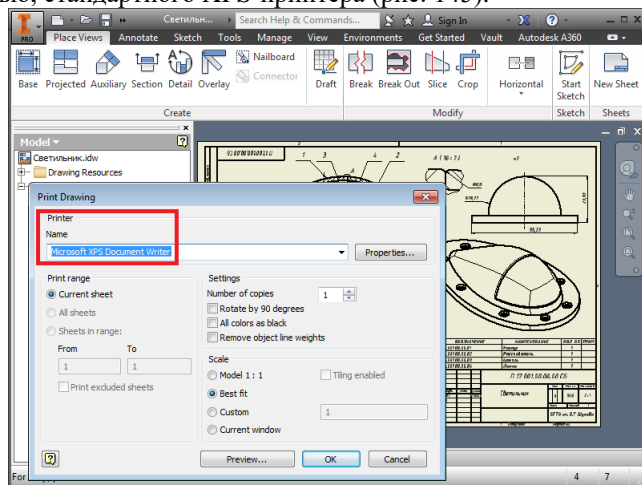 ью, стандартного XPS-принтера (рис. 145).
Светильн... Search Help & Commands... Sign In
PRO Place Views Annotate Sketch Tools Manage View Environments Get Started Vault Autodesk A360
Base Projected Auxiliary Section Detail Overlay Nailboard Connector Draft Break Break Out Slice Crop Horizontal Start Sketch New Sheet
Create Modify Sketch Sheets
Model
Светильник.idw
Drawing Resources
1 3 4 2
Print Drawing
Printer
Name
Microsoft XPS Document Writer
Properties...
Print range
Current sheet
All sheets
Sheets in range:
From To
1 1
Print excluded sheets
Settings
Number of copies 1
Rotate by 90 degrees
All colors as black
Remove object line weights
Scale
Model 1 : 1 Tiling enabled
Best fit
Custom 1
Current window
Preview... OK Cancel
Светильник
For
4 7